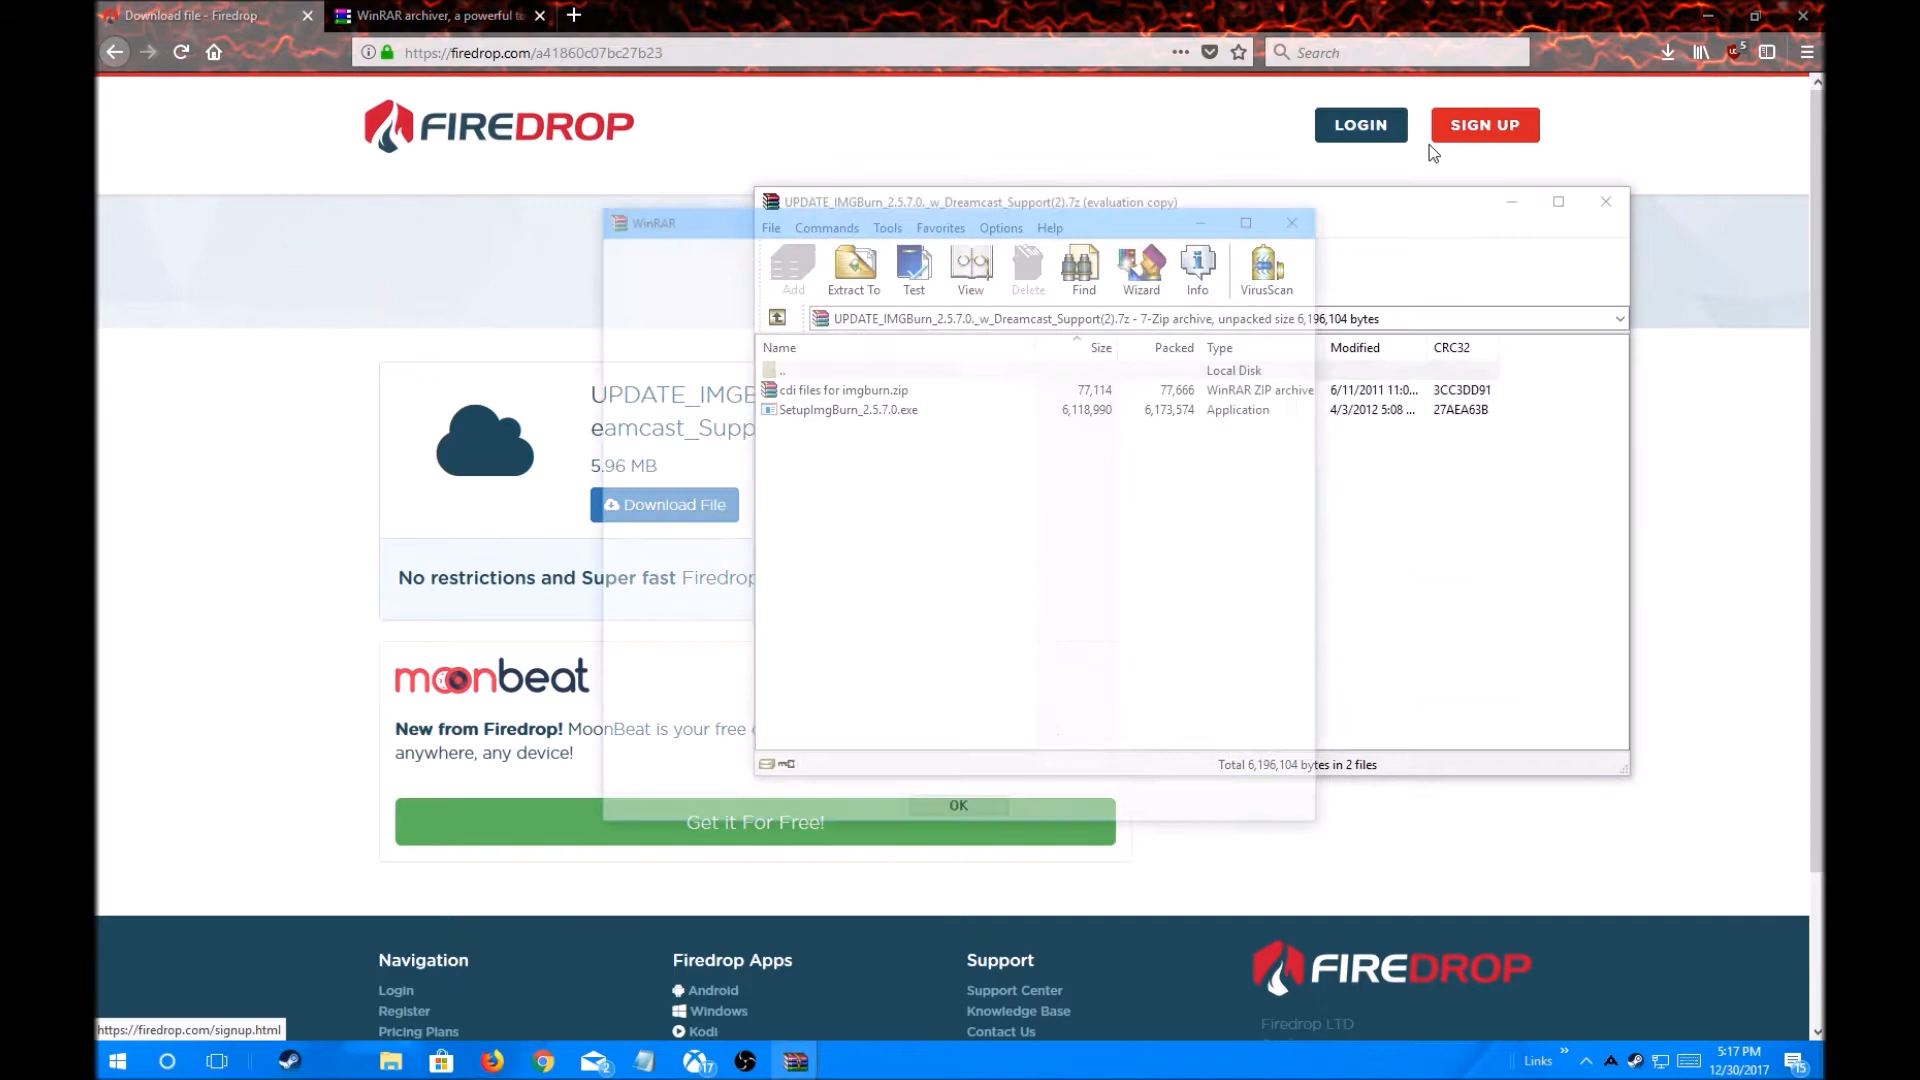 Download file - Firedrop
WinRAR archiver, a powerful t
https://firedrop.com/a41860c07bc27b23
Search
5
FIREDROP
LOGIN
SIGN UP
UPDATE_IMGBurn_2.5.7.0._w_Dreamcast_Support(2).7z (evaluation copy)
WinRAR
File Commands Tools Favorites Options Help
Add Extract To Test View Delete Find Wizard Info VirusScan
UPDATE_IMGBurn_2.5.7.0._w_Dreamcast_Support(2).7z - 7-Zip archive, unpacked size 6,196,104 bytes
Name Size Packed Type Modified CRC32
.. Local Disk
cdi files for imgburn.zip 77,114 77,666 WinRAR ZIP archive 6/11/2011 11:0... 3CC3DD91
SetupImgBurn_2.5.7.0.exe 6,118,990 6,173,574 Application 4/3/2012 5:08 ... 27AEA63B
Total 6,196,104 bytes in 2 files
OK
UPDATE_IMGB
eamcast_Supp
5.96 MB
Download File
No restrictions and Super fast Firedrop
moonbeat
New from Firedrop! MoonBeat is your free
anywhere, any device!
Get it For Free!
Navigation
Login
Register
Pricing Plans
Firedrop Apps
Android
Windows
Kodi
Support
Support Center
Knowledge Base
Contact Us
FIREDROP
Firedrop LTD
https://firedrop.com/signup.html
2
17
Links
5:17 PM
12/30/2017
15